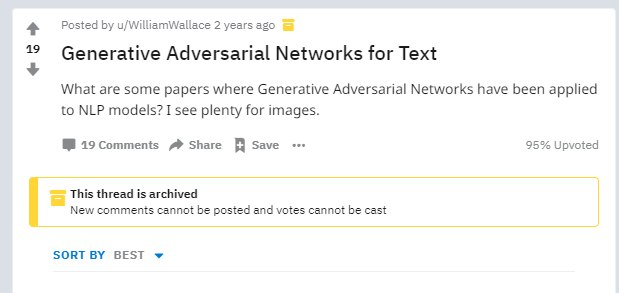 Posted by u/WilliamWallace 2 years ago
19
Generative Adversarial Networks for Text
What are some papers where Generative Adversarial Networks have been applied
to NLP models? I see plenty for images.
19 Comments Share Save ••• 95% Upvoted
This thread is archived
New comments cannot be posted and votes cannot be cast
SORT BY BEST